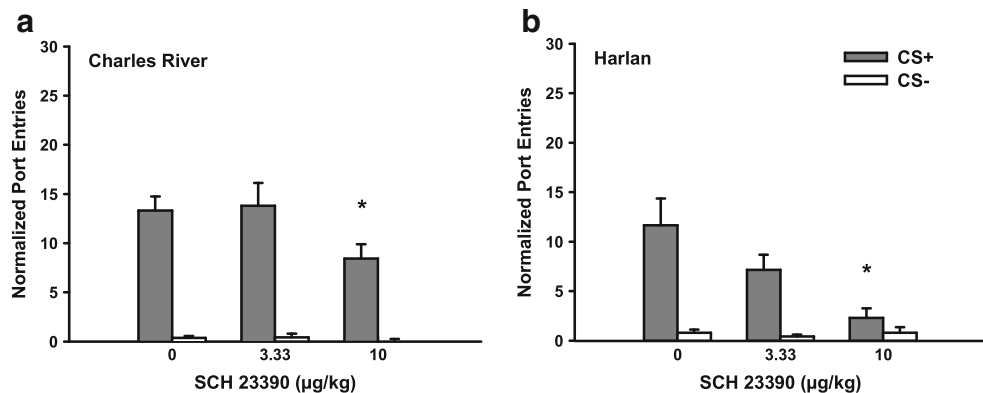 a
Charles River
Normalized Port Entries
30
25
20
15
10
5
0
*
0 3.33 10
SCH 23390 (µg/kg)
b
Harlan
CS+
CS-
Normalized Port Entries
30
25
20
15
10
5
0
*
0 3.33 10
SCH 23390 (µg/kg)